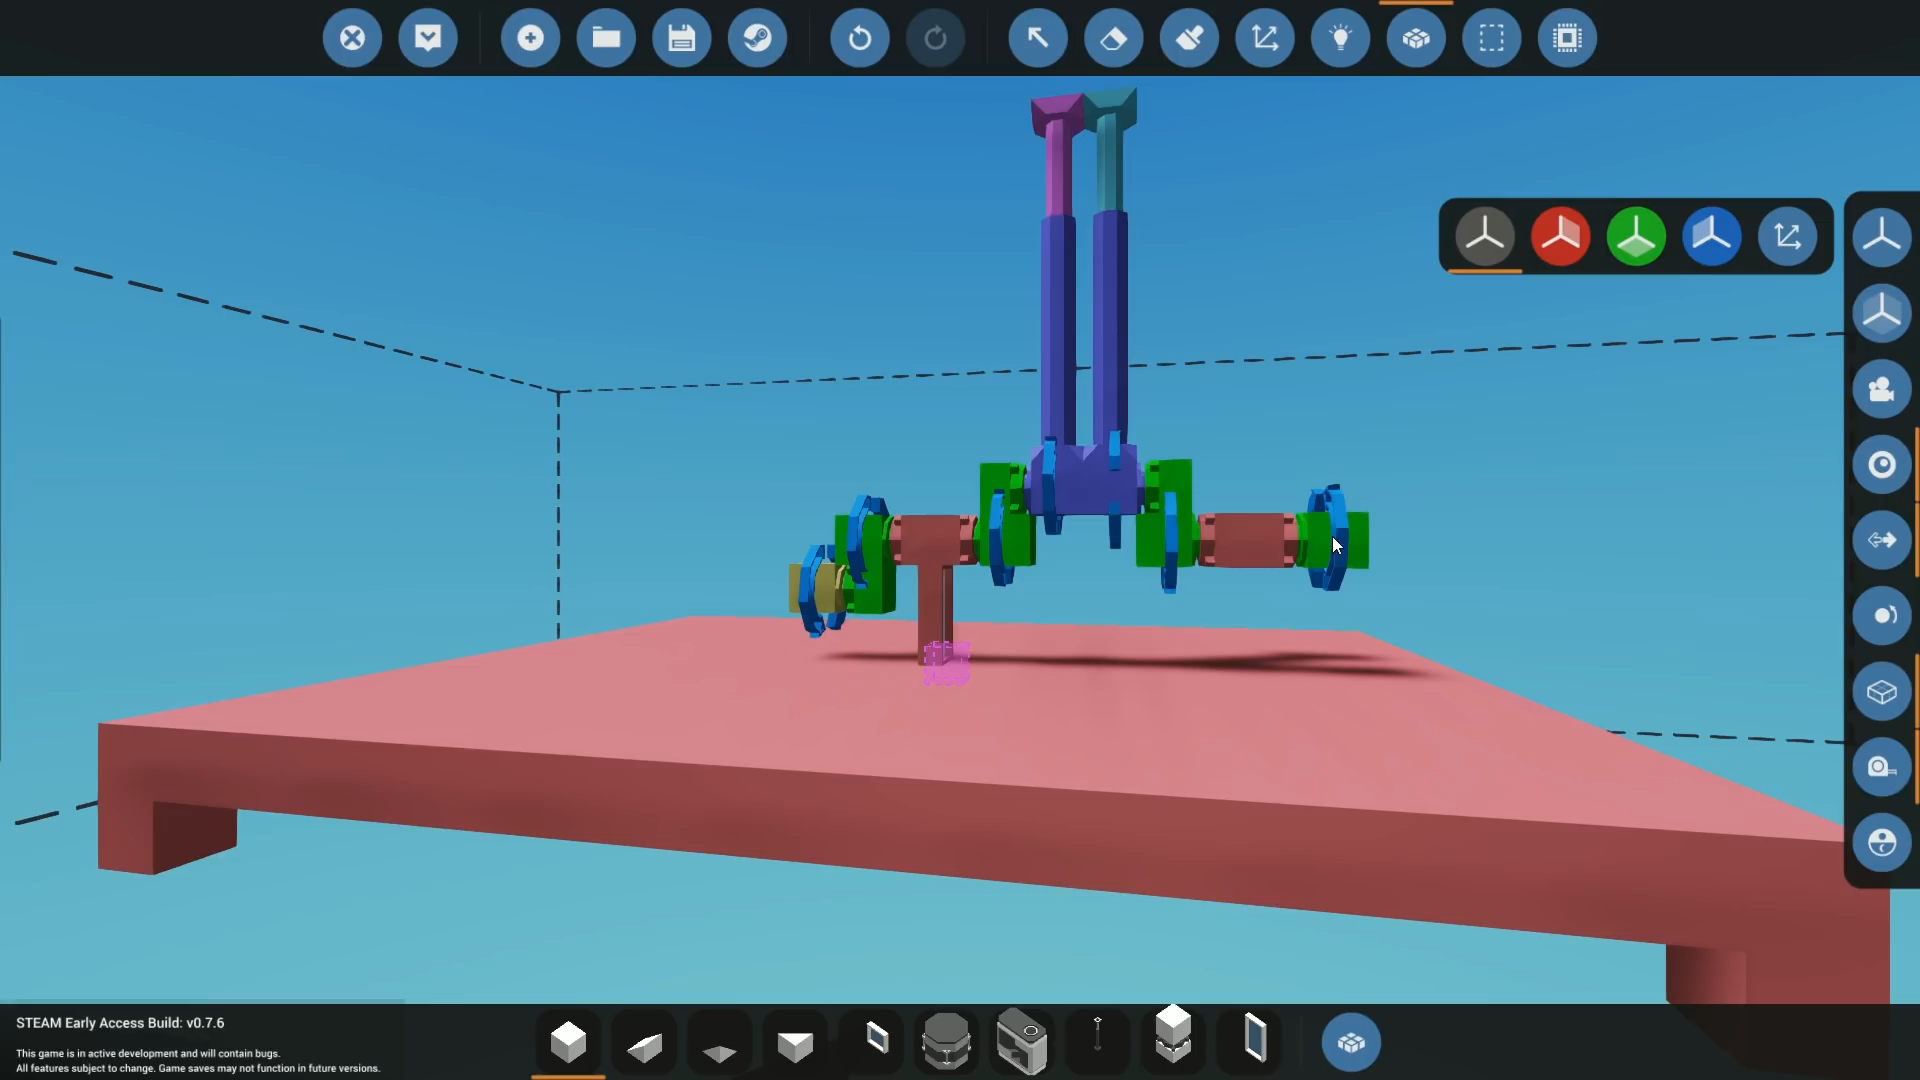 STEAM Early Access Build: v0.7.6
This game is in active development and will contain bugs.
All features subject to change. Game saves may not function in future versions.